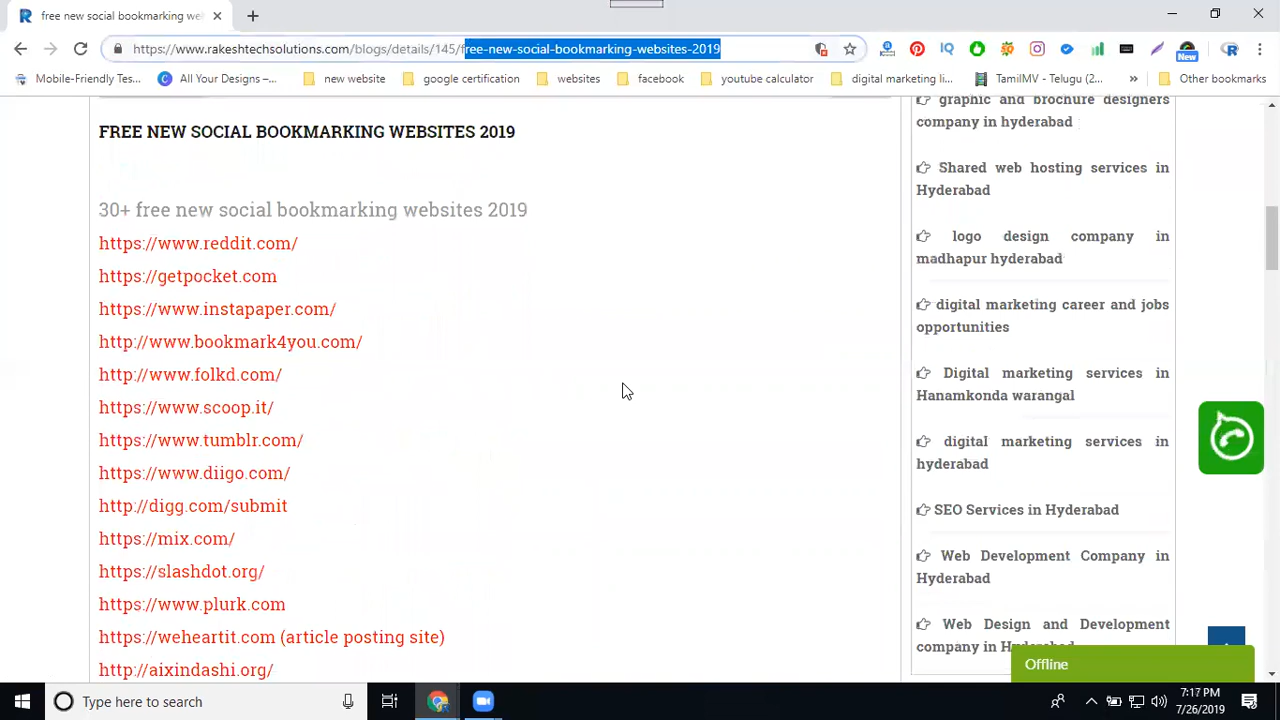 free new social bookmarking we
https://www.rakeshtechsolutions.com/blogs/details/145/free-new-social-bookmarking-websites-2019
New
Mobile-Friendly Tes...
All Your Designs –...
new website
google certification
websites
facebook
youtube calculator
digital marketing li...
TamilMV - Telugu (2...
»
Other bookmarks
FREE NEW SOCIAL BOOKMARKING WEBSITES 2019
30+ free new social bookmarking websites 2019
https://www.reddit.com/
https://getpocket.com
https://www.instapaper.com/
http://www.bookmark4you.com/
http://www.folkd.com/
https://www.scoop.it/
https://www.tumblr.com/
https://www.diigo.com/
http://digg.com/submit
https://mix.com/
https://slashdot.org/
https://www.plurk.com
https://weheartit.com (article posting site)
http://aixindashi.org/
graphic and brochure designers
company in hyderabad
Shared web hosting services in
Hyderabad
logo design company in
madhapur hyderabad
digital marketing career and jobs
opportunities
Digital marketing services in
Hanamkonda warangal
digital marketing services in
hyderabad
SEO Services in Hyderabad
Web Development Company in
Hyderabad
Web Design and Development
company in Hyderabad
Offline
Type here to search
7:17 PM
7/26/2019